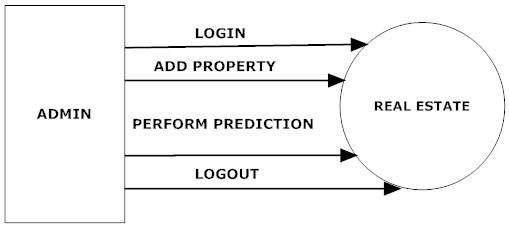 LOGIN
ADD PROPERTY
ADMIN
REAL ESTATE
PERFORM PREDICTION
LOGOUT